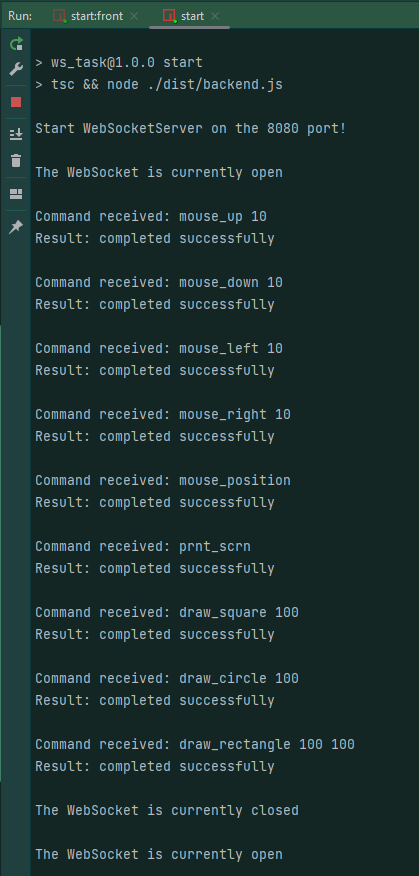 Run: start:front × start ×
> ws_task@1.0.0 start
> tsc && node ./dist/backend.js
Start WebSocketServer on the 8080 port!
The WebSocket is currently open
Command received: mouse_up 10
Result: completed successfully
Command received: mouse_down 10
Result: completed successfully
Command received: mouse_left 10
Result: completed successfully
Command received: mouse_right 10
Result: completed successfully
Command received: mouse_position
Result: completed successfully
Command received: prnt_scrn
Result: completed successfully
Command received: draw_square 100
Result: completed successfully
Command received: draw_circle 100
Result: completed successfully
Command received: draw_rectangle 100 100
Result: completed successfully
The WebSocket is currently closed
The WebSocket is currently open